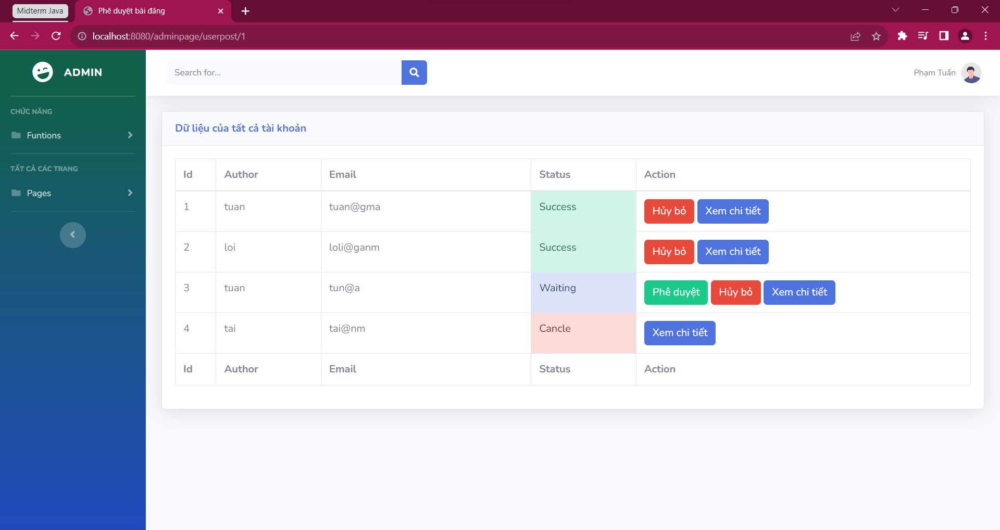 Midterm Java
Phê duyệt bài đăng
localhost:8080/adminpage/userpost/1
ADMIN
Search for...
Phạm Tuấn
CHỨC NĂNG
Funtions
TẤT CẢ CÁC TRANG
Pages
Dữ liệu của tất cả tài khoản
Id Author Email Status Action
1 tuan tuan@gma Success Hủy bỏ Xem chi tiết
2 loi loli@ganm Success Hủy bỏ Xem chi tiết
3 tuan tun@a Waiting Phê duyệt Hủy bỏ Xem chi tiết
4 tai tai@nm Cancle Xem chi tiết
Id Author Email Status Action